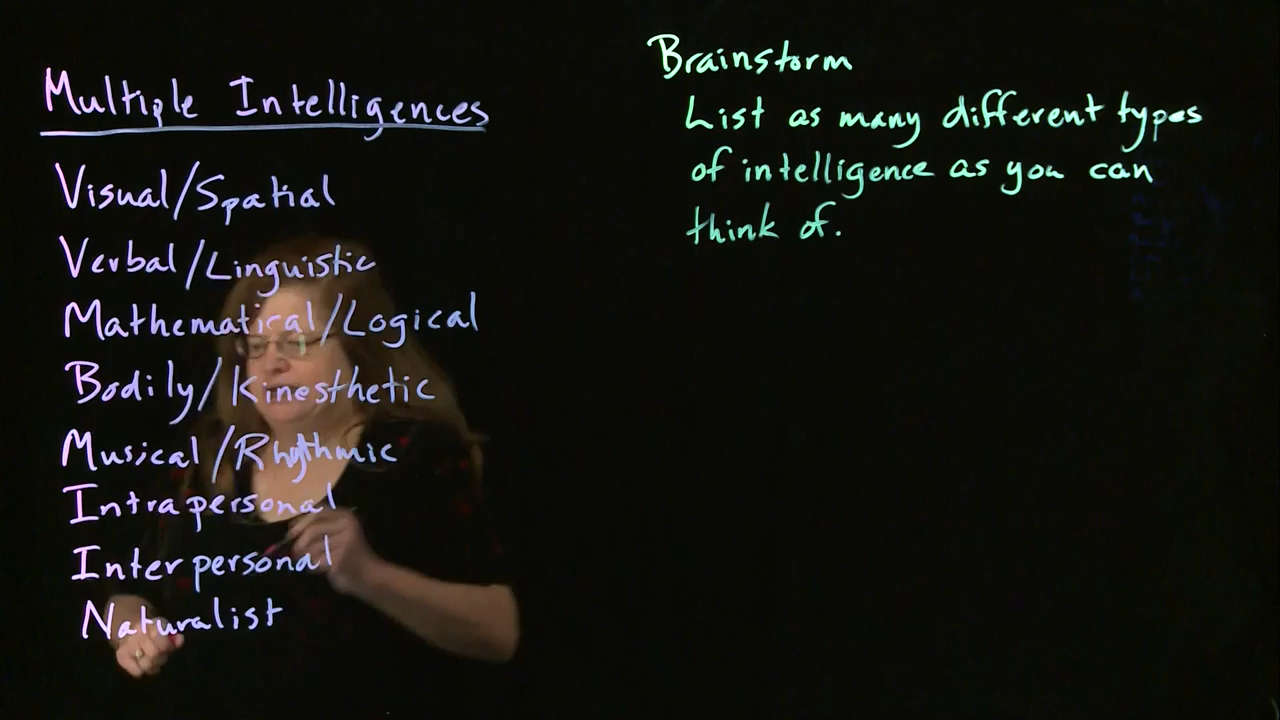 Multiple Intelligences
Visual/Spatial
Verbal/Linguistic
Mathematical/Logical
Bodily/Kinesthetic
Musical/Rhythmic
Intrapersonal
Interpersonal
Naturalist
Brainstorm
List as many different types
of intelligence as you can
think of.